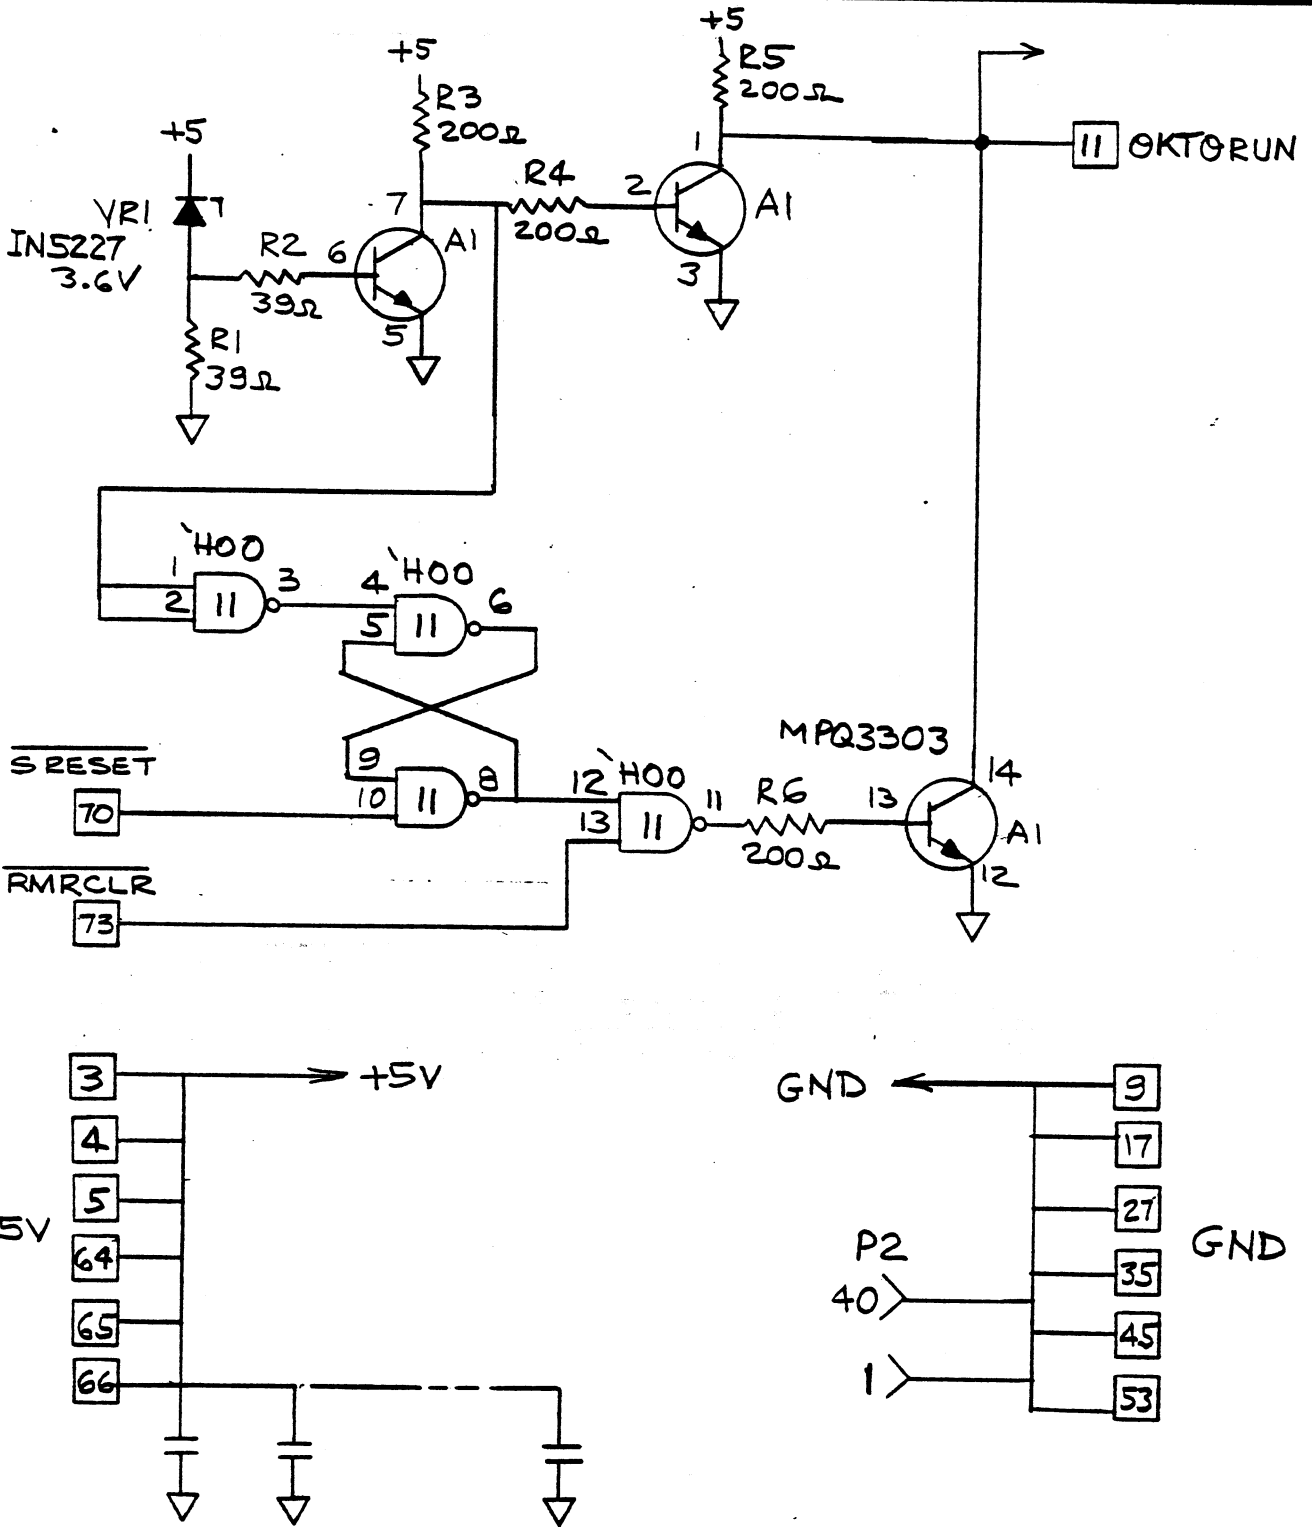 +5
R5
200Ω
+5
R3
200Ω
1
11 OKTORUN
+5
VR1
1N5227
3.6V
7
R4
200Ω
2
A1
3
R2
39Ω
6
A1
5
R1
39Ω
'H00
1
2
11
3
'H00
4
5
11
6
MPQ3303
SRESET
70
9
10
11
8
'H00
12
13
11
11
R6
200Ω
13
14
A1
12
RMRCLR
73
3
+5V
4
5
5V
64
65
66
GND
9
17
27
GND
P2
35
40
45
1
53